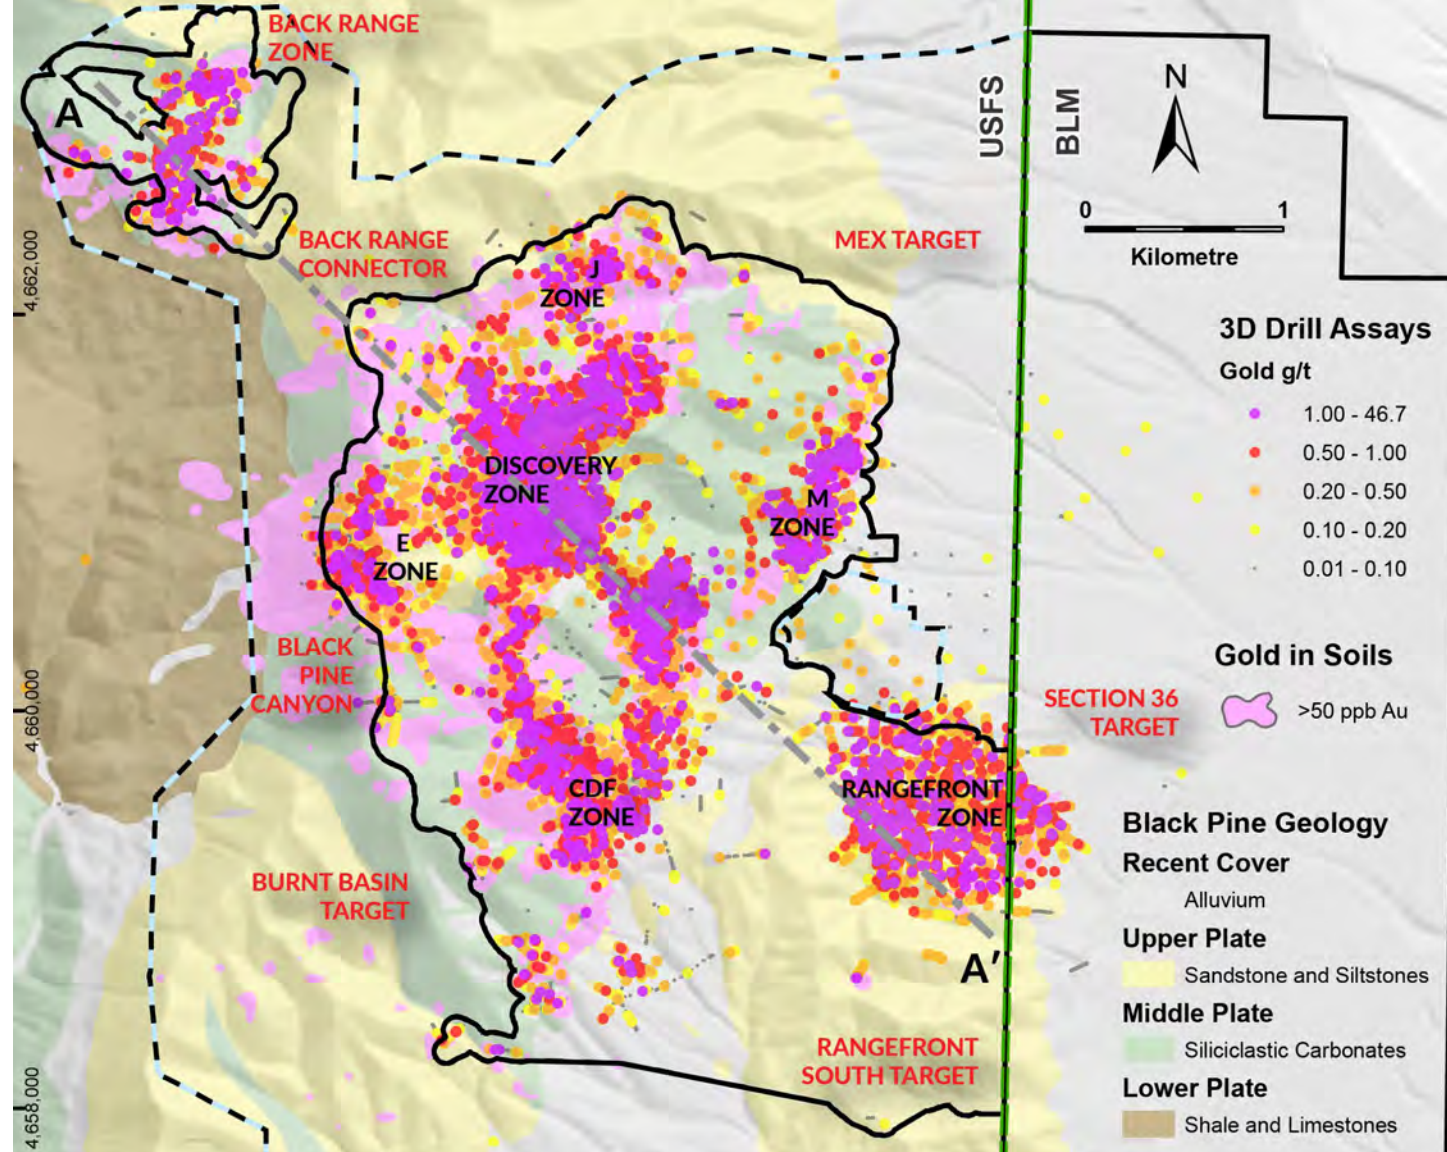 BACK RANGE
ZONE
A
BACK RANGE
CONNECTOR
MEX TARGET
J
ZONE
DISCOVERY
ZONE
M
ZONE
E
ZONE
BLACK
PINE
CANYON
CDF
ZONE
RANGEFRONT
ZONE
SECTION 36
TARGET
BURNT BASIN
TARGET
A′
RANGEFRONT
SOUTH TARGET
4,662,000
4,660,000
4,658,000
USFS
BLM
N
0 1
Kilometre
3D Drill Assays
Gold g/t
1.00 - 46.7
0.50 - 1.00
0.20 - 0.50
0.10 - 0.20
0.01 - 0.10
Gold in Soils
>50 ppb Au
Black Pine Geology
Recent Cover
Alluvium
Upper Plate
Sandstone and Siltstones
Middle Plate
Siliciclastic Carbonates
Lower Plate
Shale and Limestones